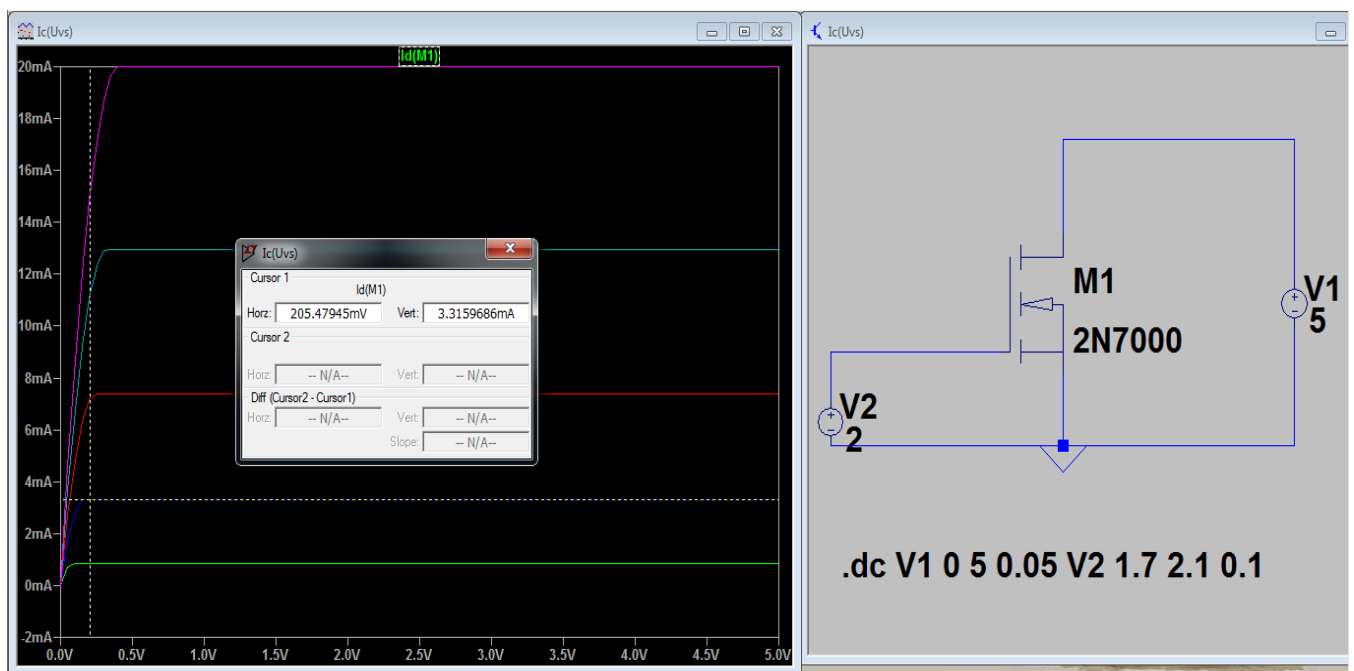 Ic(Uvs)
Id(M1)
20mA
18mA
16mA
14mA
12mA
10mA
8mA
6mA
4mA
2mA
0mA
-2mA
0.0V 0.5V 1.0V 1.5V 2.0V 2.5V 3.0V 3.5V 4.0V 4.5V 5.0V
Ic(Uvs)
Cursor 1
Id(M1)
Horz: 205.47945mV Vert: 3.3159686mA
Cursor 2
Horz: -- N/A-- Vert: -- N/A--
Diff (Cursor2 - Cursor1)
Horz: -- N/A-- Vert: -- N/A--
Slope: -- N/A--
Ic(Uvs)
M1
2N7000
V1
5
V2
2
.dc V1 0 5 0.05 V2 1.7 2.1 0.1